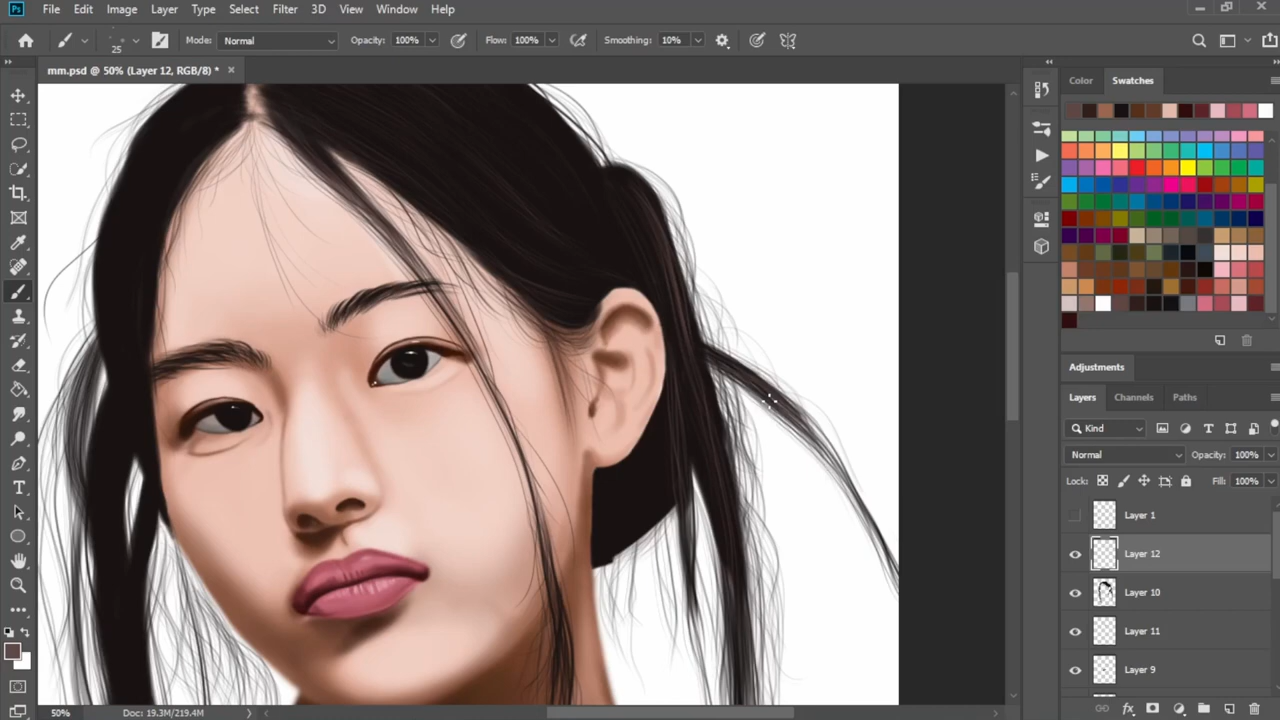 Ps File Edit Image Layer Type Select Filter 3D View Window Help
25 Mode: Normal Opacity: 100% Flow: 100% Smoothing: 10%
mm.psd @ 50% (Layer 12, RGB/8) *
Color Swatches
Adjustments
Layers Channels Paths
Kind
Normal Opacity: 100%
Lock: Fill: 100%
Layer 1
Layer 12
Layer 10
Layer 11
Layer 9
50% Doc: 19.3M/219.4M